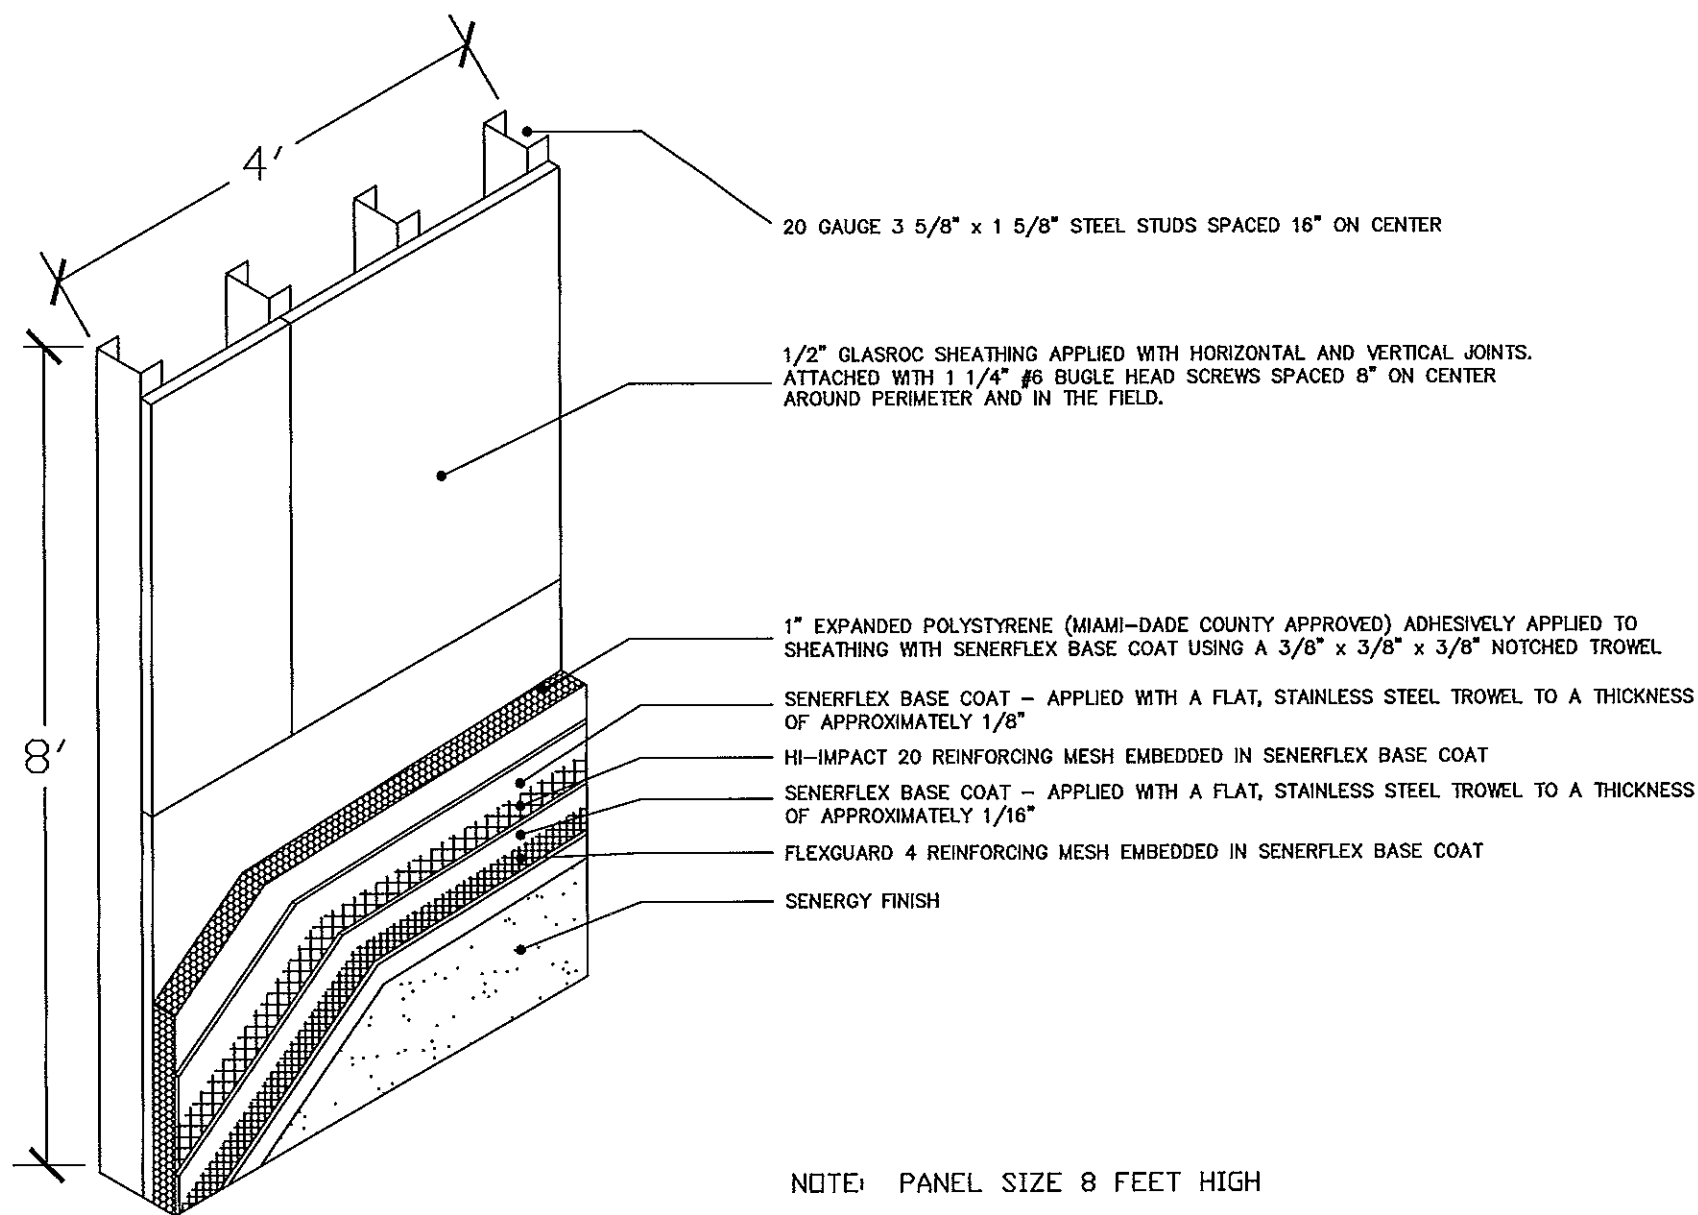 4'
20 GAUGE 3 5/8" x 1 5/8" STEEL STUDS SPACED 16" ON CENTER
1/2" GLASROC SHEATHING APPLIED WITH HORIZONTAL AND VERTICAL JOINTS.
ATTACHED WITH 1 1/4" #6 BUGLE HEAD SCREWS SPACED 8" ON CENTER
AROUND PERIMETER AND IN THE FIELD.
1" EXPANDED POLYSTYRENE (MIAMI-DADE COUNTY APPROVED) ADHESIVELY APPLIED TO
SHEATHING WITH SENERFLEX BASE COAT USING A 3/8" x 3/8" x 3/8" NOTCHED TROWEL
SENERFLEX BASE COAT - APPLIED WITH A FLAT, STAINLESS STEEL TROWEL TO A THICKNESS
OF APPROXIMATELY 1/8"
8'
HI-IMPACT 20 REINFORCING MESH EMBEDDED IN SENERFLEX BASE COAT
SENERFLEX BASE COAT - APPLIED WITH A FLAT, STAINLESS STEEL TROWEL TO A THICKNESS
OF APPROXIMATELY 1/16"
FLEXGUARD 4 REINFORCING MESH EMBEDDED IN SENERFLEX BASE COAT
SENERGY FINISH
NOTE: PANEL SIZE 8 FEET HIGH